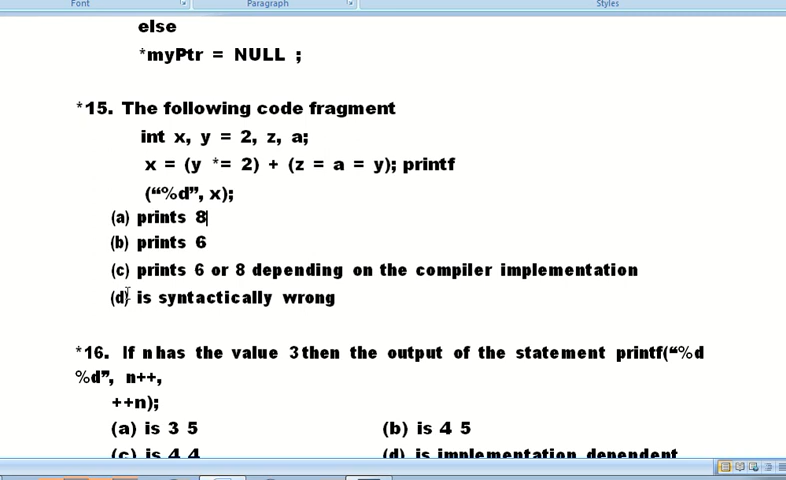 Font Paragraph Styles
else
*myPtr = NULL ;
*15. The following code fragment
int x, y = 2, z, a;
x = (y *= 2) + (z = a = y); printf
(“%d”, x);
(a) prints 8
(b) prints 6
(c) prints 6 or 8 depending on the compiler implementation
(d) is syntactically wrong
*16. If n has the value 3 then the output of the statement printf(“%d
%d”, n++,
++n);
(a) is 3 5 (b) is 4 5
(c) is 4 4 (d) is implementation dependent